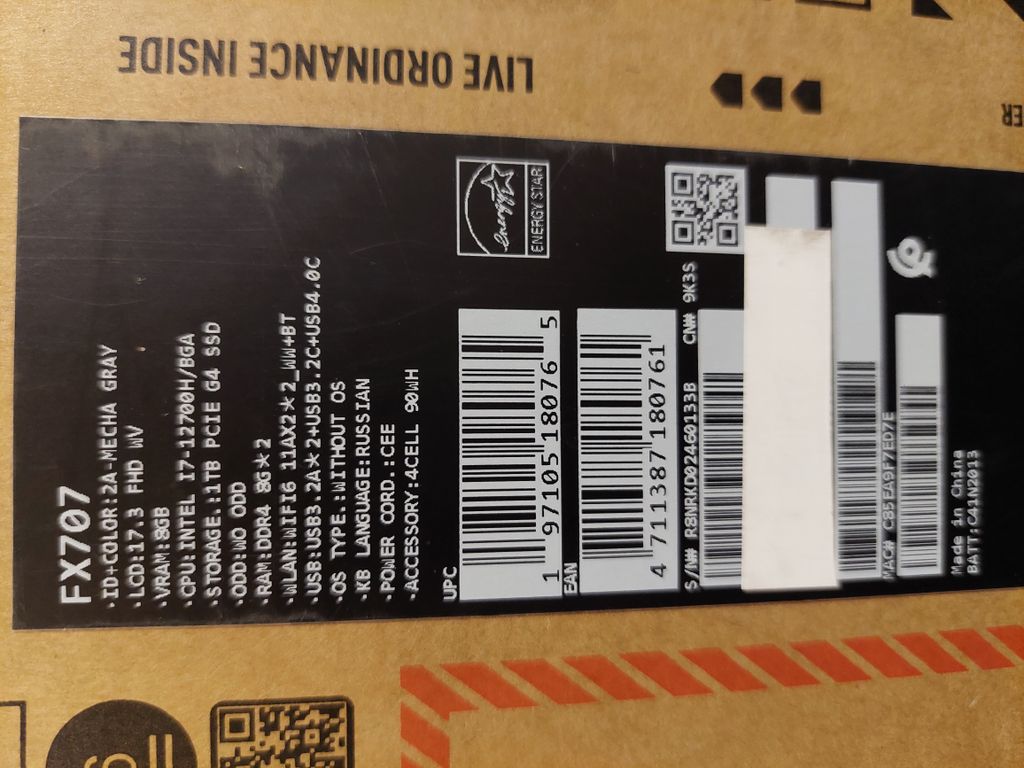 LIVE ORDINANCE INSIDE
FX707
·ID-COLOR:2A-MECHA GRAY
·LCD:17.3 FHD WV
·VRAM:8GB
·CPU:INTEL I7-12700H/BGA
·STORAGE.:1TB PCIE G4 SSD
·ODD:WO ODD
·RAM:DDR4 8G*2
·WLAN:WIFI6 11AX2*2_WW+BT
·USB:USB3.2A*2+USB3.2C+USB4.0C
·OS TYPE.:WITHOUT OS
·KB LANGUAGE:RUSSIAN
·POWER CORD.:CEE
·ACCESSORY:4CELL 90WH
energy
ENERGY STAR
UPC
1 97105 18076 5
EAN
4 711387 180761
S/N# R8NRKD02460133B CN# 9K3S
MAC# C85EA9F7ED7E
Made in China
BATT:C41N2013
ER